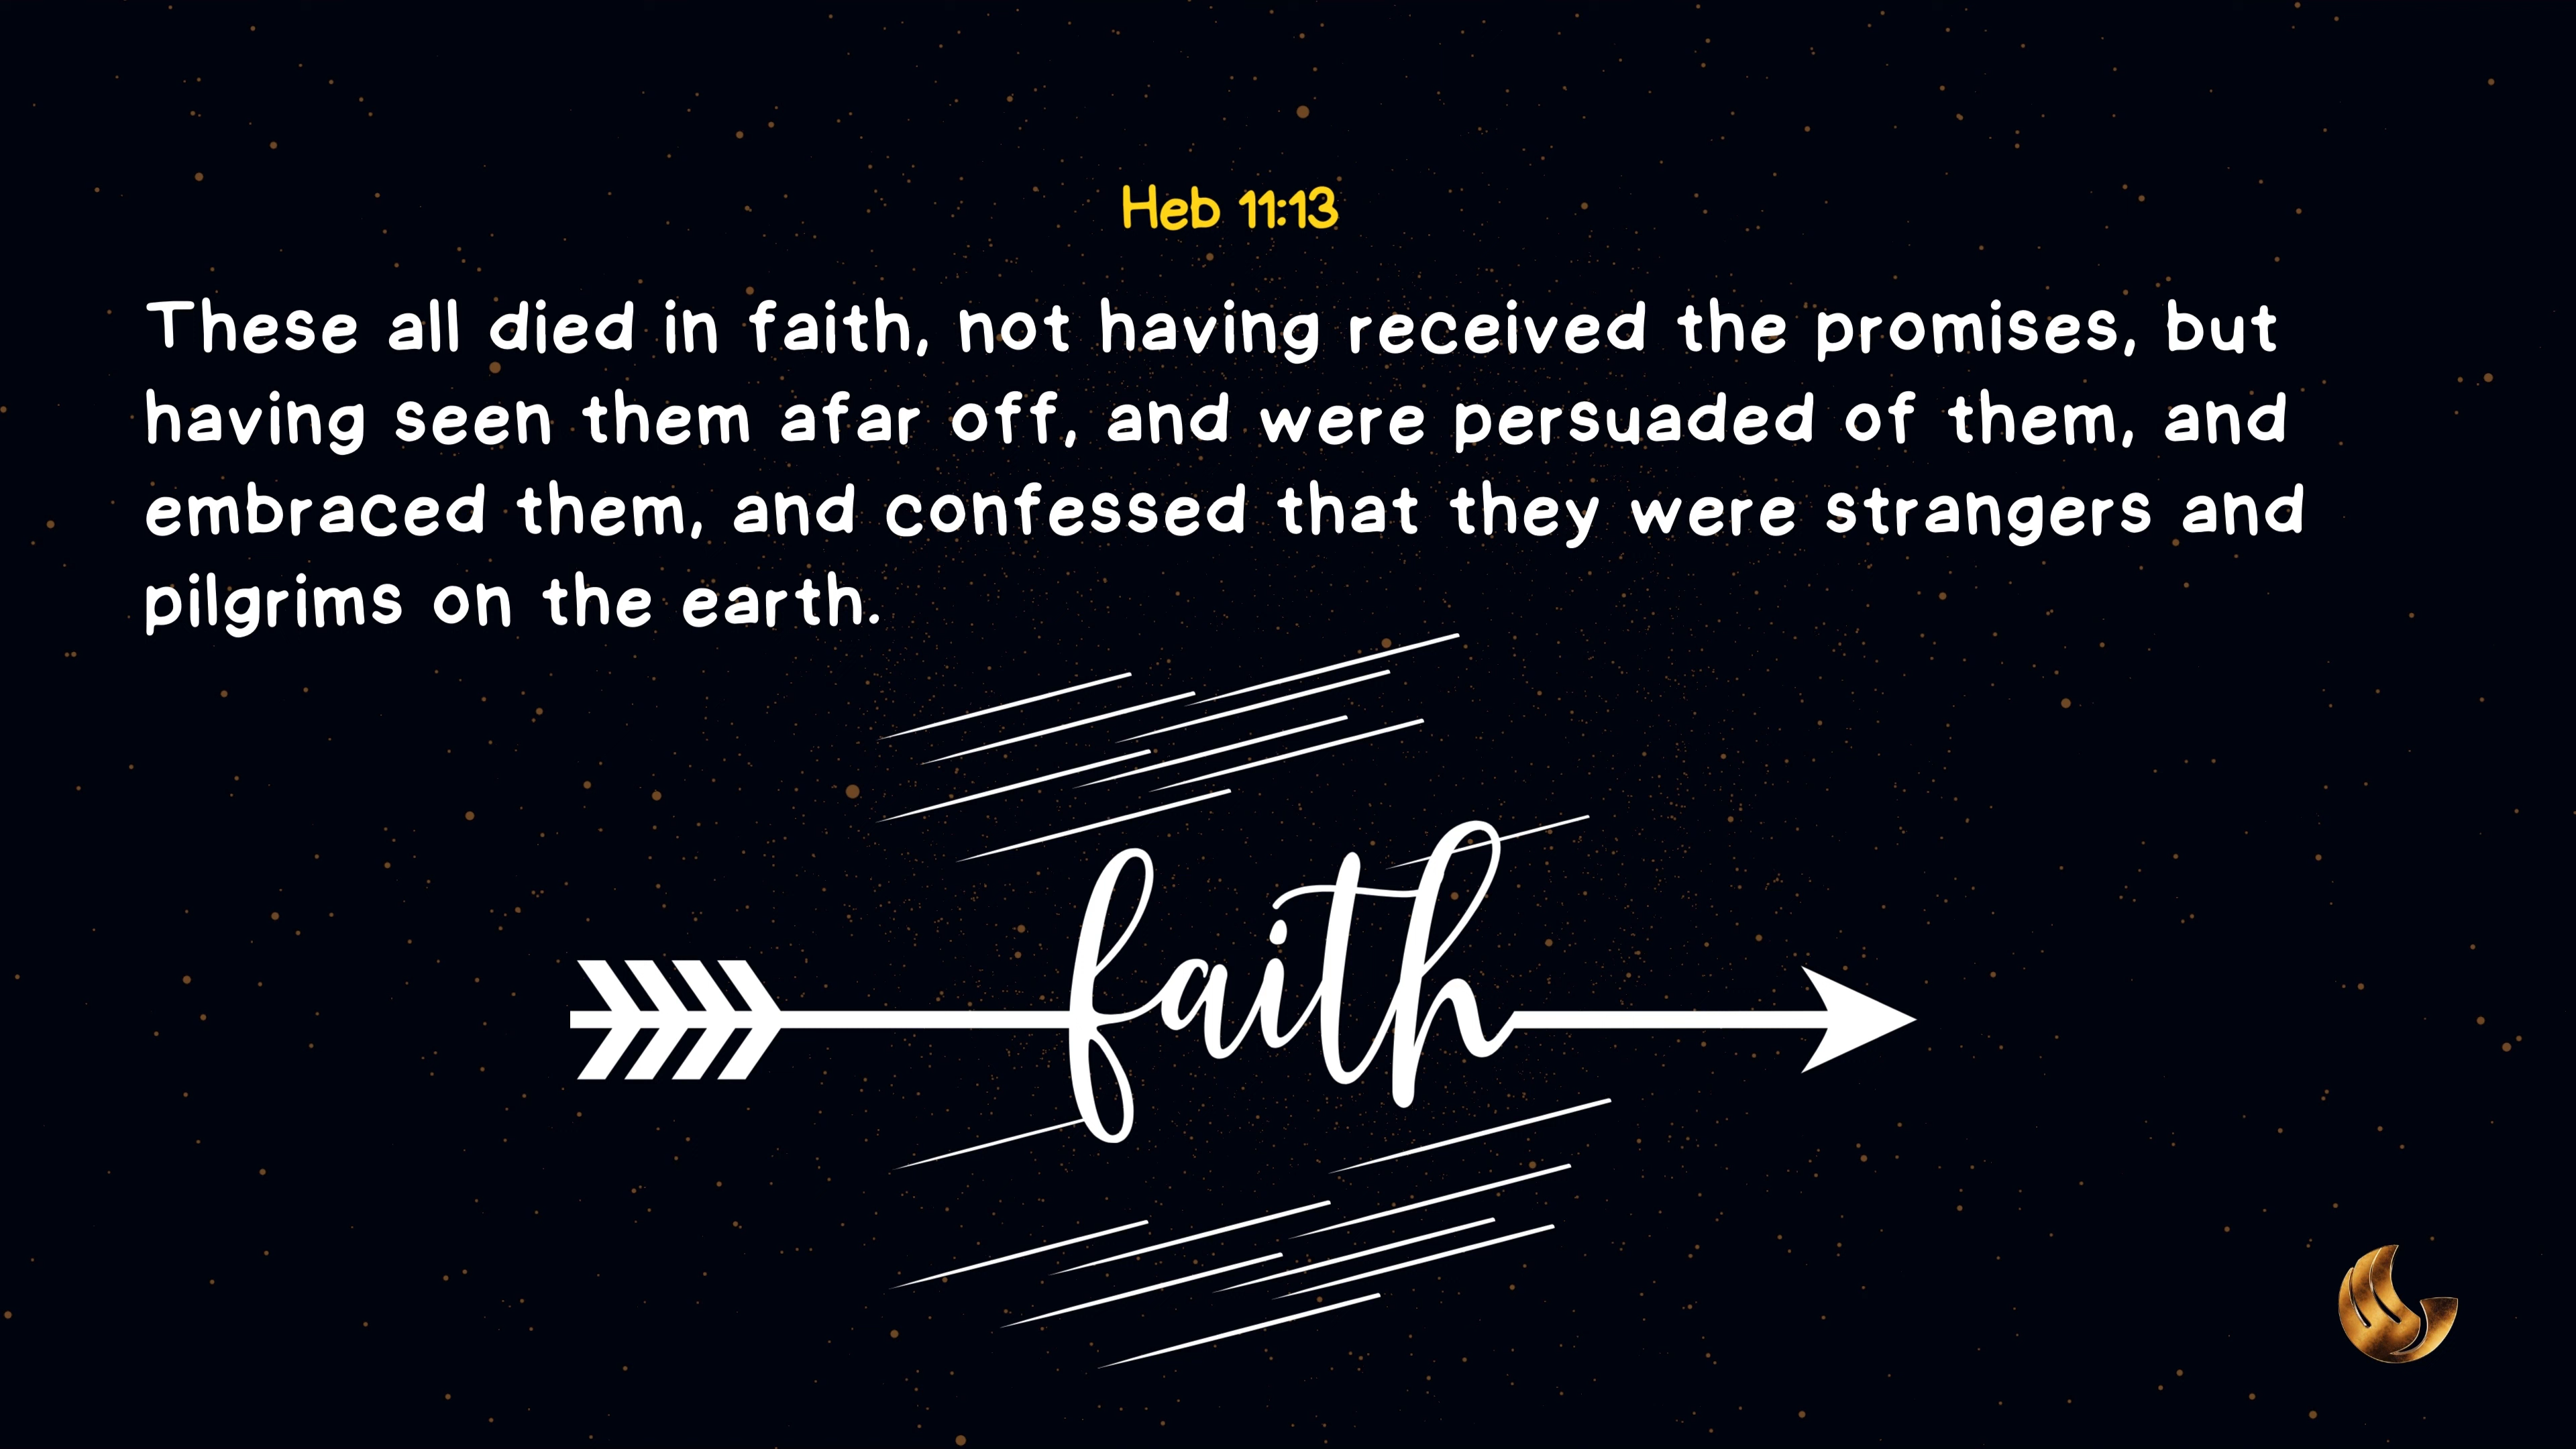 Heb 11:13
These all died in faith, not having received the promises, but
having seen them afar off, and were persuaded of them, and
embraced them, and confessed that they were strangers and
pilgrims on the earth.
faith